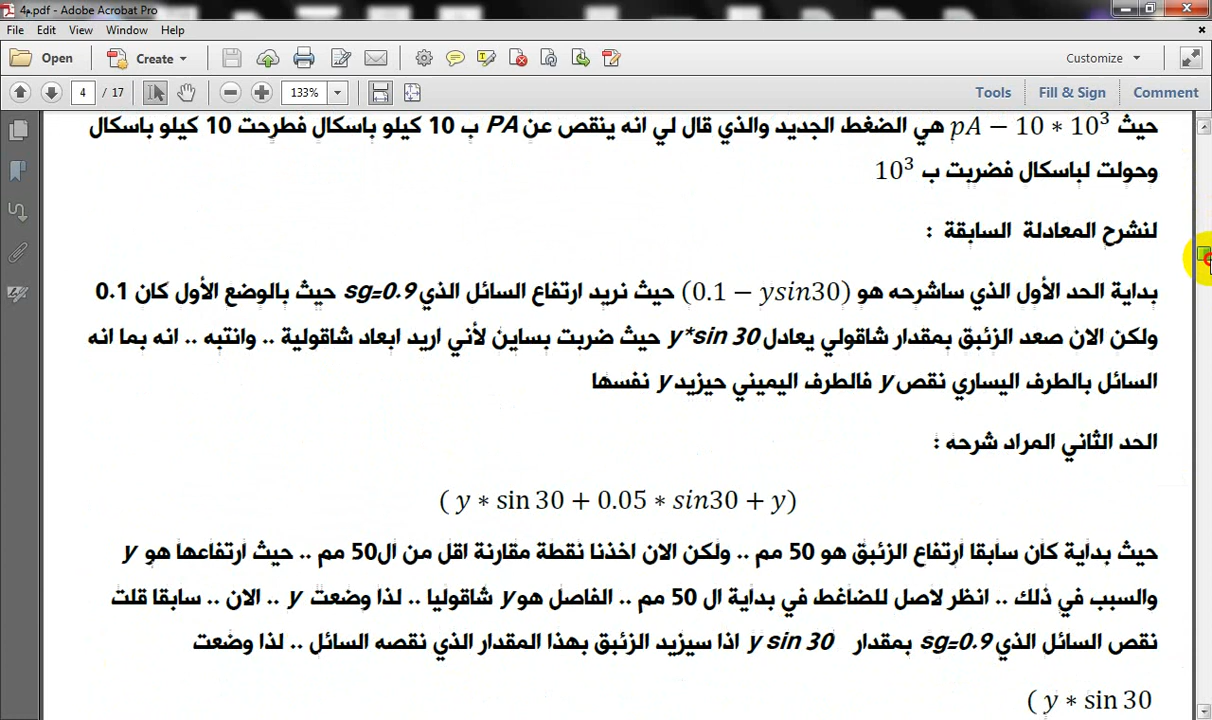 4م.pdf - Adobe Acrobat Pro
File Edit View Window Help
Open Create Customize
4 / 17 133% Tools Fill & Sign Comment
حيث pA − 10 ∗ 10³ هي الضغط الجديد والذي قال لي انه ينقص عن PA ب 10 كيلو باسكال فطرحت 10 كيلو باسكال
وحولت لباسكال فضربت ب 10³
لنشرح المعادلة السابقة :
بداية الحد الأول الذي ساشرحه هو (0.1 − ysin30) حيث نريد ارتفاع السائل الذي sg=0.9 حيث بالوضع الأول كان 0.1
ولكن الان صعد الزئبق بمقدار شاقولي يعادل y*sin 30 حيث ضربت بساين لأني اريد ابعاد شاقولية .. وانتبه .. انه بما انه
السائل بالطرف اليساري نقص y فالطرف اليميني حيزيد y نفسها
الحد الثاني المراد شرحه :
( y ∗ sin 30 + 0.05 ∗ sin30 + y)
حيث بداية كان سابقا ارتفاع الزئبق هو 50 مم .. ولكن الان اخذنا نقطة مقارنة اقل من ال50 مم .. حيث ارتفاعها هو y
والسبب في ذلك .. انظر لأصل للضاغط في بداية ال 50 مم .. الفاصل هو y شاقوليا .. لذا وضعت y .. الان .. سابقا قلت
نقص السائل الذي sg=0.9 بمقدار y sin 30 اذا سيزيد الزئبق بهذا المقدار الذي نقصه السائل .. لذا وضعت
( y ∗ sin 30